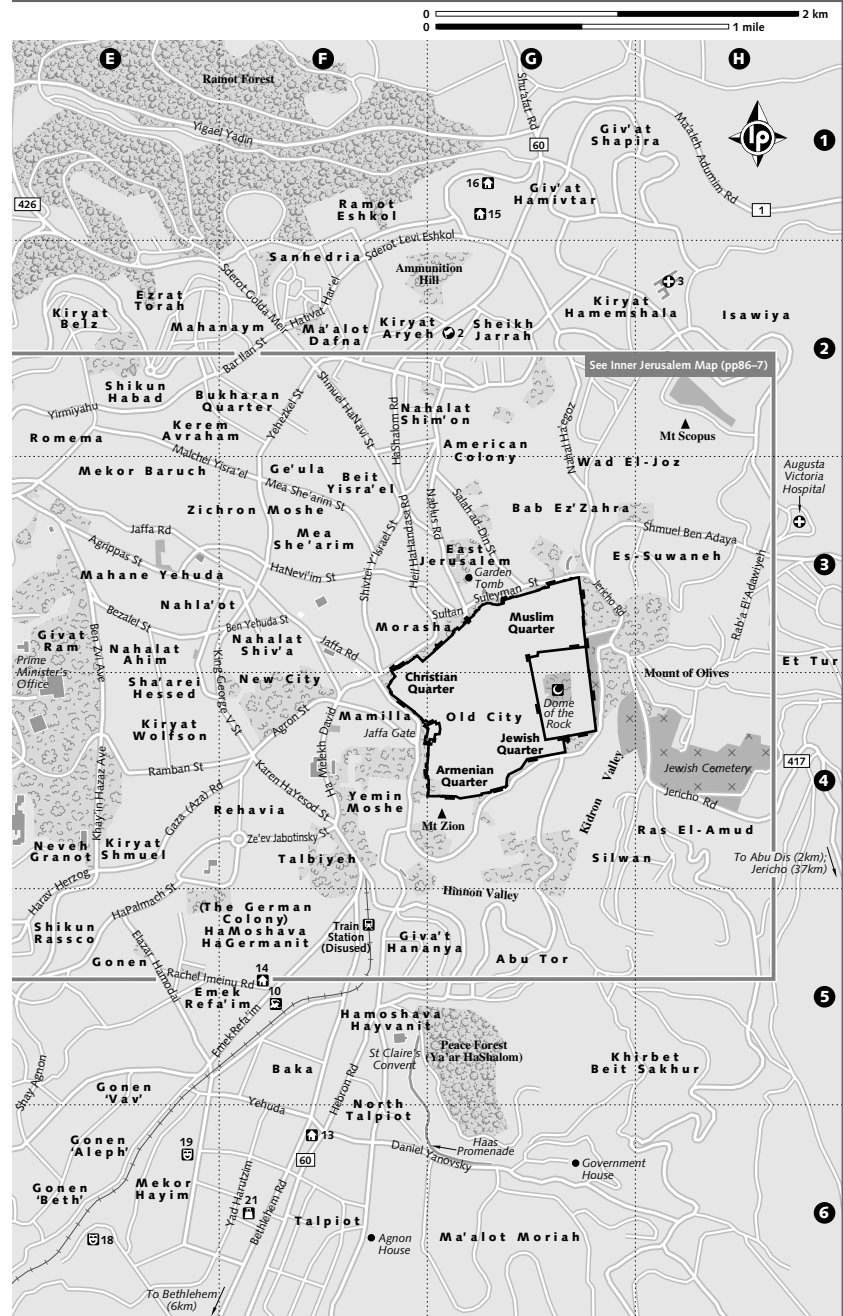 0 2 km
0 1 mile
E
F
G
H
Ramot Forest
Yigael Yadin
Shu'afat Rd
60
Giv'at
Shapira
Ma'aleh Adumim Rd
lp
1
426
16
Giv'at
Hamivtar
15
1
Ramot
Eshkol
Sderot Levi Eshkol
Sanhedria
Ammunition
Hill
3
Sderot Golda Meir
Hativat Har'el
Ezrat
Torah
Kiryat
Belz
Mahanaym
Ma'alot
Dafna
Kiryat
Aryeh
2
Sheikh
Jarrah
Kiryat
Hamemshala
Isawiya
2
Bar Ilan St
See Inner Jerusalem Map (pp86–7)
Shikun
Habad
Bukharan
Quarter
Yehezkel St
Shmuel HaNavi St
HaShalom Rd
Nahalat
Shim'on
Nahal Ha'egoz
Mt Scopus
Yirmiyahu
Romema
Kerem
Avraham
American
Colony
Wad El-Joz
Malchei Yisra'el
Mekor Baruch
Ge'ula
Beit
Yisra'el
Mea She'arim St
Nablus Rd
Salah ad-Din St
Augusta
Victoria
Hospital
Zichron Moshe
Bab Ez'Zahra
Jaffa Rd
Mea
She'arim
Shivtei Y'Israel St
Heil HaHandasa Rd
East
Jerusalem
Shmuel Ben Adaya
Es-Suwaneh
3
Agrippas St
Mahane Yehuda
HaNevi'im St
Garden
Tomb
Sultan Suleyman St
Jericho Rd
Rab'a El'Adawiyeh
Nahla'ot
Bezalel St
Ben Yehuda St
Morasha
Muslim
Quarter
Givat
Ram
Ben Zvi Ave
Nahalat
Ahim
Nahalat
Shiv'a
Jaffa Rd
Et Tur
Prime
Minister's
Office
Sha'arei
Hessed
King George V St
New City
Christian
Quarter
Mount of Olives
Kiryat
Wolfson
Agron St
Mamilla
Jaffa Gate
Old City
Dome
of the
Rock
Ha Melekh David
Jewish
Quarter
Ramban St
Karen HaYesod St
Armenian
Quarter
Kidron Valley
Jewish Cemetery
417
4
Khayin Hazaz Ave
Gaza (Aza) Rd
Rehavia
Yemin
Moshe
Mt Zion
Jericho Rd
Ze'ev Jabotinsky St
Ras El-Amud
Neveh
Granot
Kiryat
Shmuel
Talbiyeh
Silwan
To Abu Dis (2km);
Jericho (37km)
Harav Herzog
HaPalmach St
Hinnon Valley
(The German
Colony)
HaMoshava
HaGermanit
Train
Station
(Disused)
Shikun
Rassco
Giva't
Hananya
Elazar Hamodai
Gonen
Abu Tor
Rachel Imeinu Rd
14
Emek
Refa'im
10
5
Emek Refa'im
Hamoshava
Hayvanit
St Claire's
Convent
Peace Forest
(Ya'ar HaShalom)
Khirbet
Beit Sakhur
Shay Agnon
Baka
Hebron Rd
Gonen
'Vav'
Yehuda
North
Talpiot
Gonen
'Aleph'
19
13
Haas
Promenade
Daniel Yanovsky
60
Government
House
Gonen
'Beth'
Mekor
Hayim
Yad Harutzim
21
Bethlehem Rd
6
Talpiot
Agnon
House
Ma'alot Moriah
18
To Bethlehem
(6km)